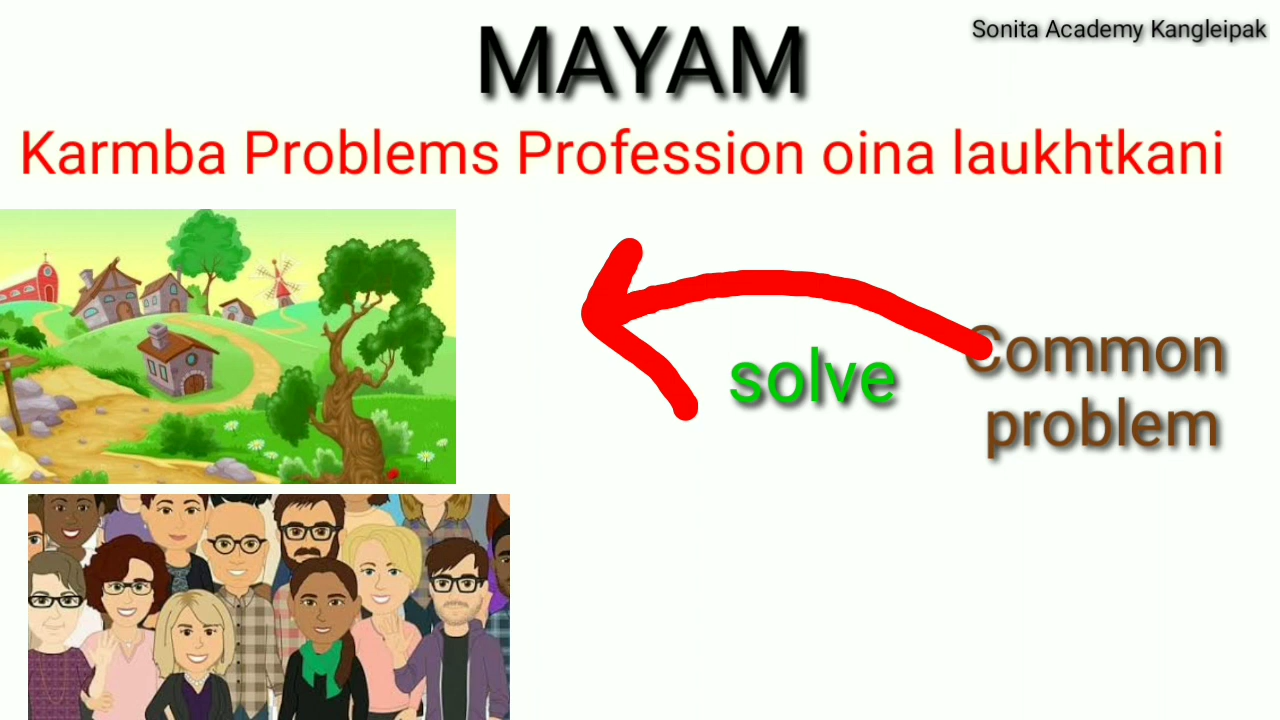 MAYAM
Sonita Academy Kangleipak
Karmba Problems Profession oina laukhtkani
solve
Common
problem